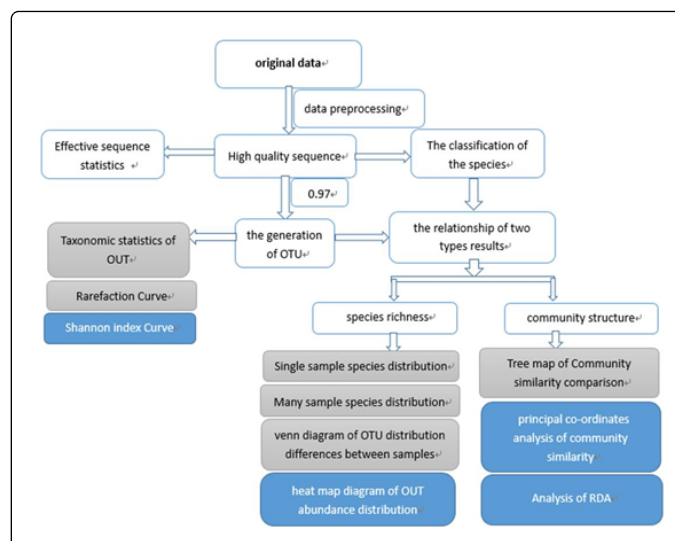 original data
data preprocessing
Effective sequence
statistics
High quality sequence
The classification of
the species
0.97
Taxonomic statistics of
OUT
the generation
of OTU
the relationship of two
types results
Rarefaction Curve
Shannon index Curve
species richness
community structure
Single sample species distribution
Many sample species distribution
venn diagram of OTU distribution
differences between samples
heat map diagram of OUT
abundance distribution
Tree map of Community
similarity comparison
principal co-ordinates
analysis of community
similarity
Analysis of RDA